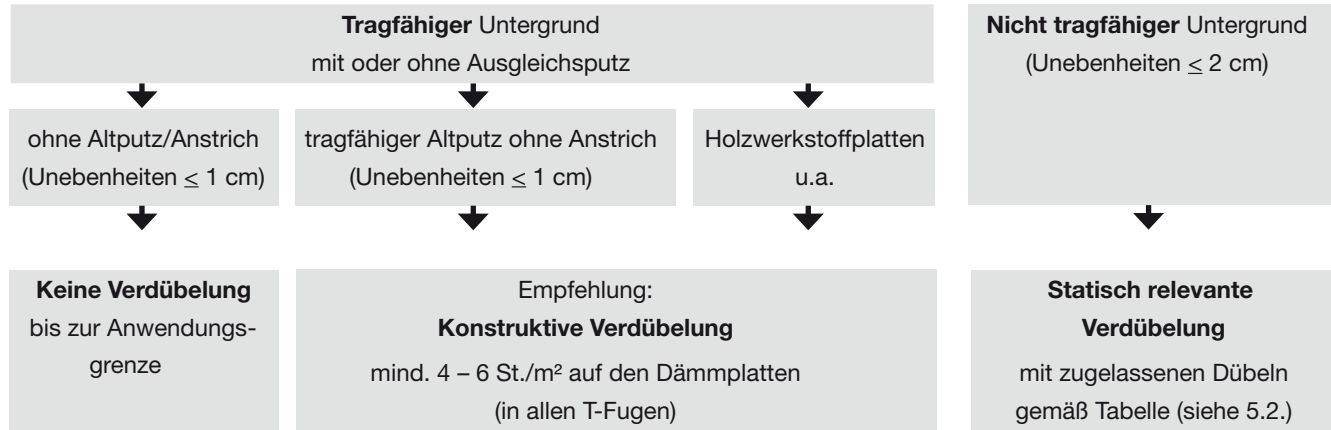 Tragfähiger Untergrund
mit oder ohne Ausgleichsputz
Nicht tragfähiger Untergrund
(Unebenheiten ≤ 2 cm)
ohne Altputz/Anstrich
(Unebenheiten ≤ 1 cm)
tragfähiger Altputz ohne Anstrich
(Unebenheiten ≤ 1 cm)
Holzwerkstoffplatten
u.a.
Keine Verdübelung
bis zur Anwendungs-
grenze
Empfehlung:
Konstruktive Verdübelung
mind. 4 – 6 St./m² auf den Dämmplatten
(in allen T-Fugen)
Statisch relevante
Verdübelung
mit zugelassenen Dübeln
gemäß Tabelle (siehe 5.2.)